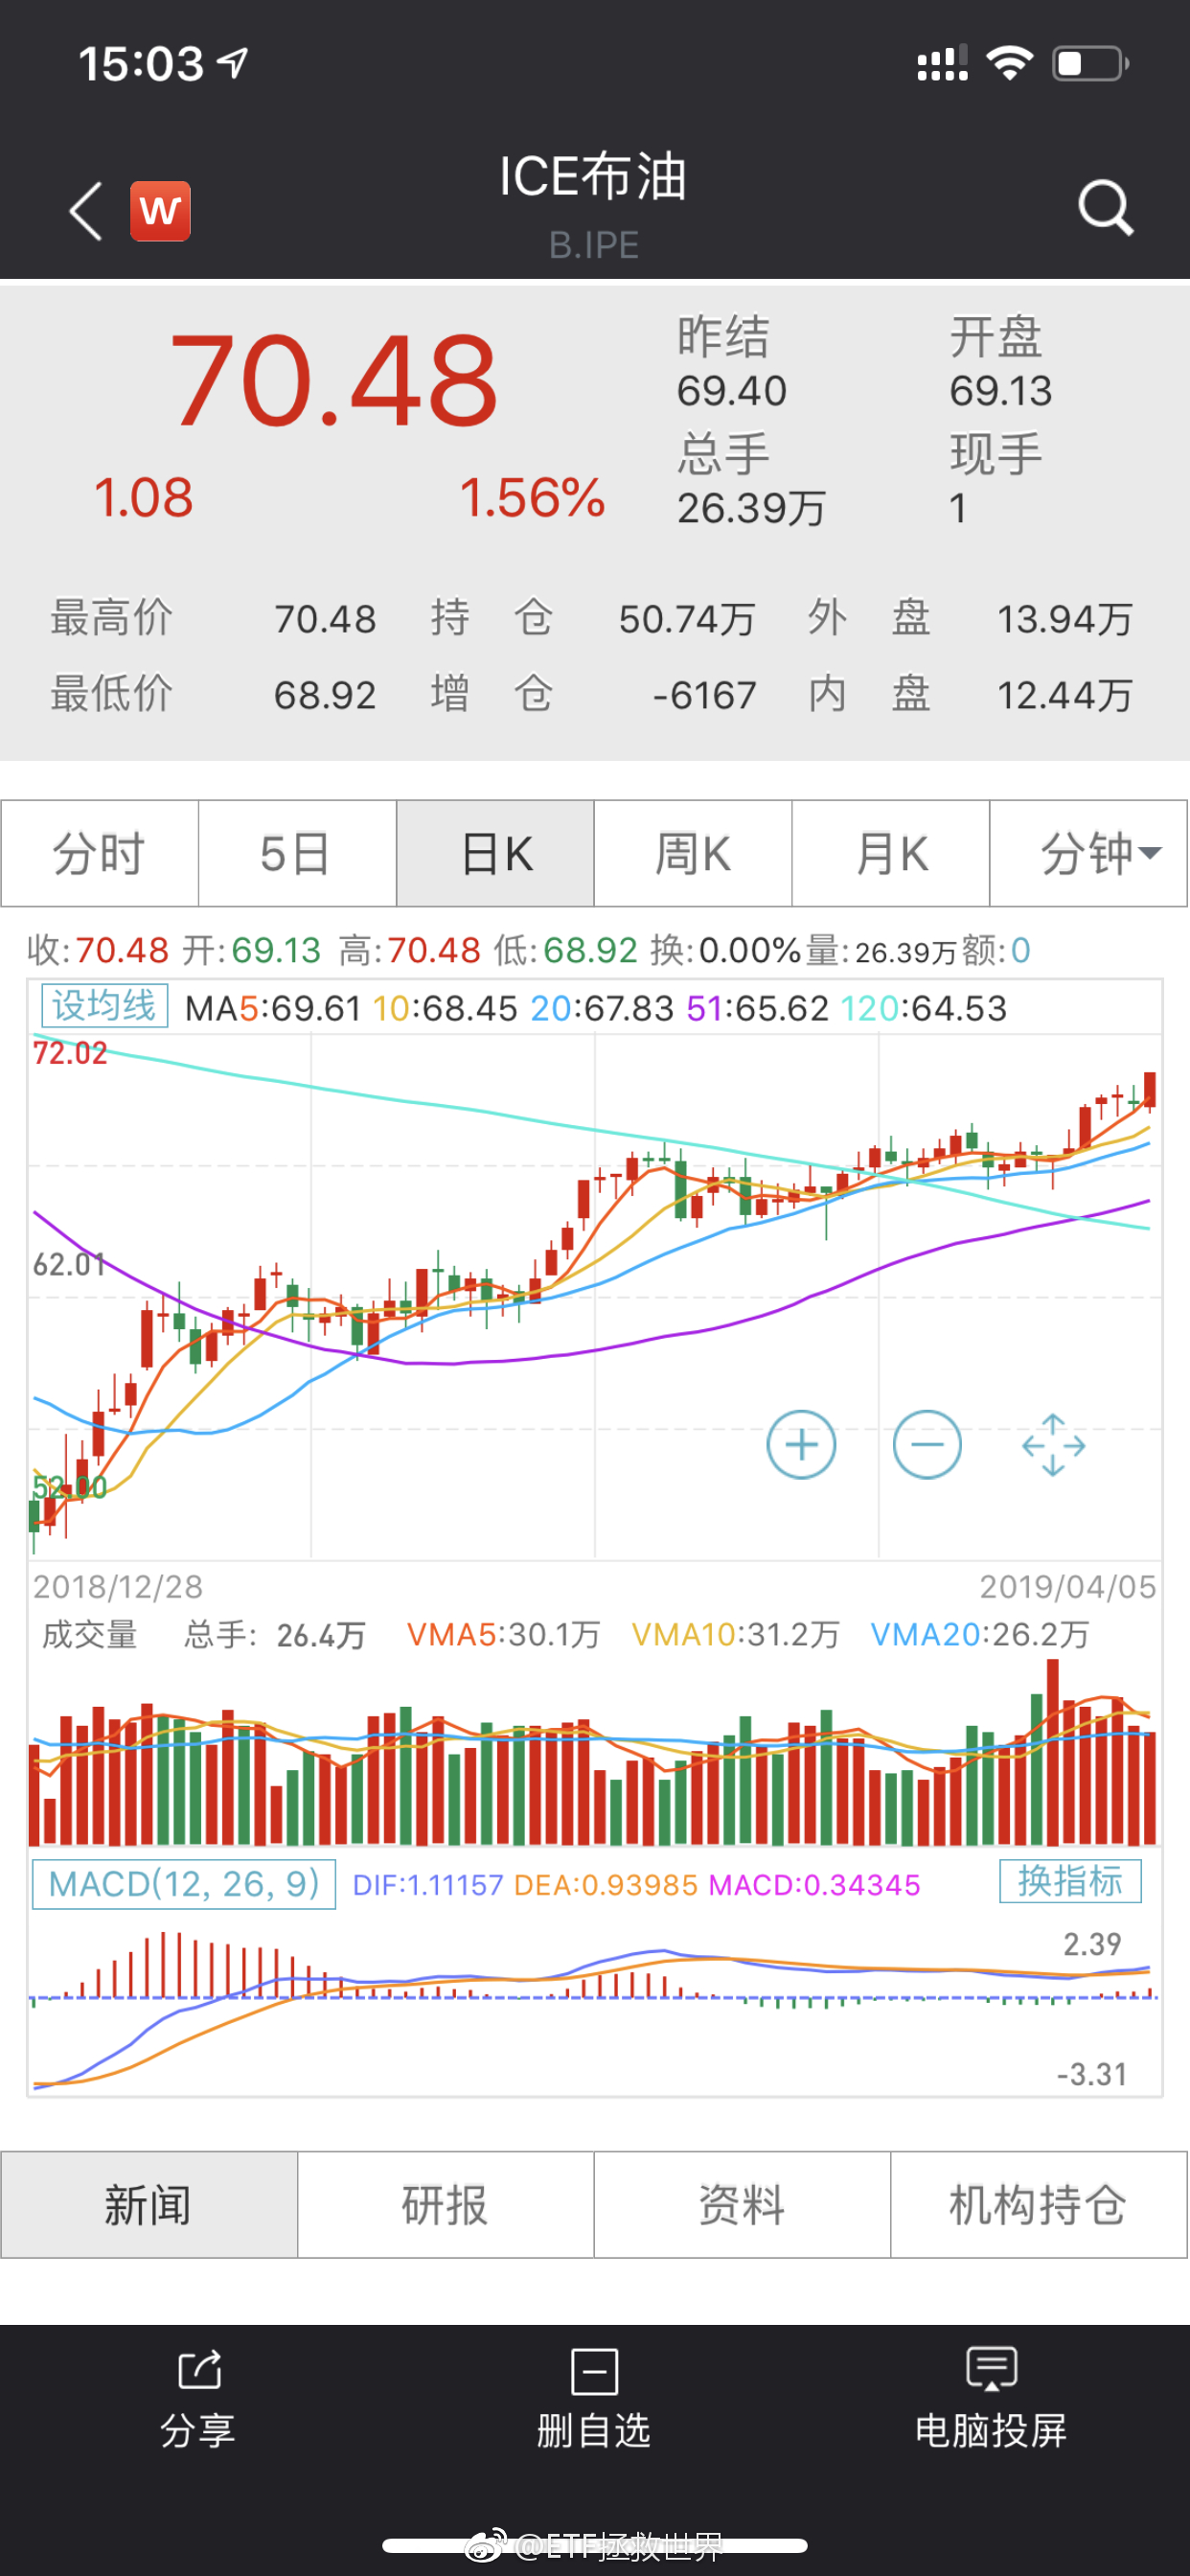 15:03
W
ICE布油
B.IPE
70.48
1.08 1.56%
昨结 开盘
69.40 69.13
总手 现手
26.39万 1
最高价 70.48 持仓 50.74万 外盘 13.94万
最低价 68.92 增仓 -6167 内盘 12.44万
分时 5日 日K 周K 月K 分钟
收:70.48 开:69.13 高:70.48 低:68.92 换:0.00% 量:26.39万 额:0
设均线 MA5:69.61 10:68.45 20:67.83 51:65.62 120:64.53
72.02
62.01
52.00
2018/12/28 2019/04/05
成交量 总手: 26.4万 VMA5:30.1万 VMA10:31.2万 VMA20:26.2万
MACD(12, 26, 9) DIF:1.11157 DEA:0.93985 MACD:0.34345 换指标
2.39
-3.31
新闻 研报 资料 机构持仓
分享 删自选 电脑投屏
@ETF拯救世界